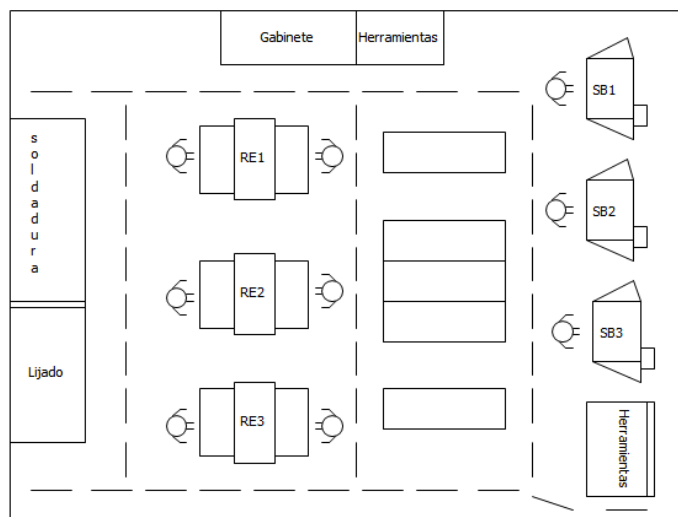 Gabinete
Herramientas
SB1
soldadura
RE1
SB2
RE2
SB3
Lijado
RE3
Herramientas